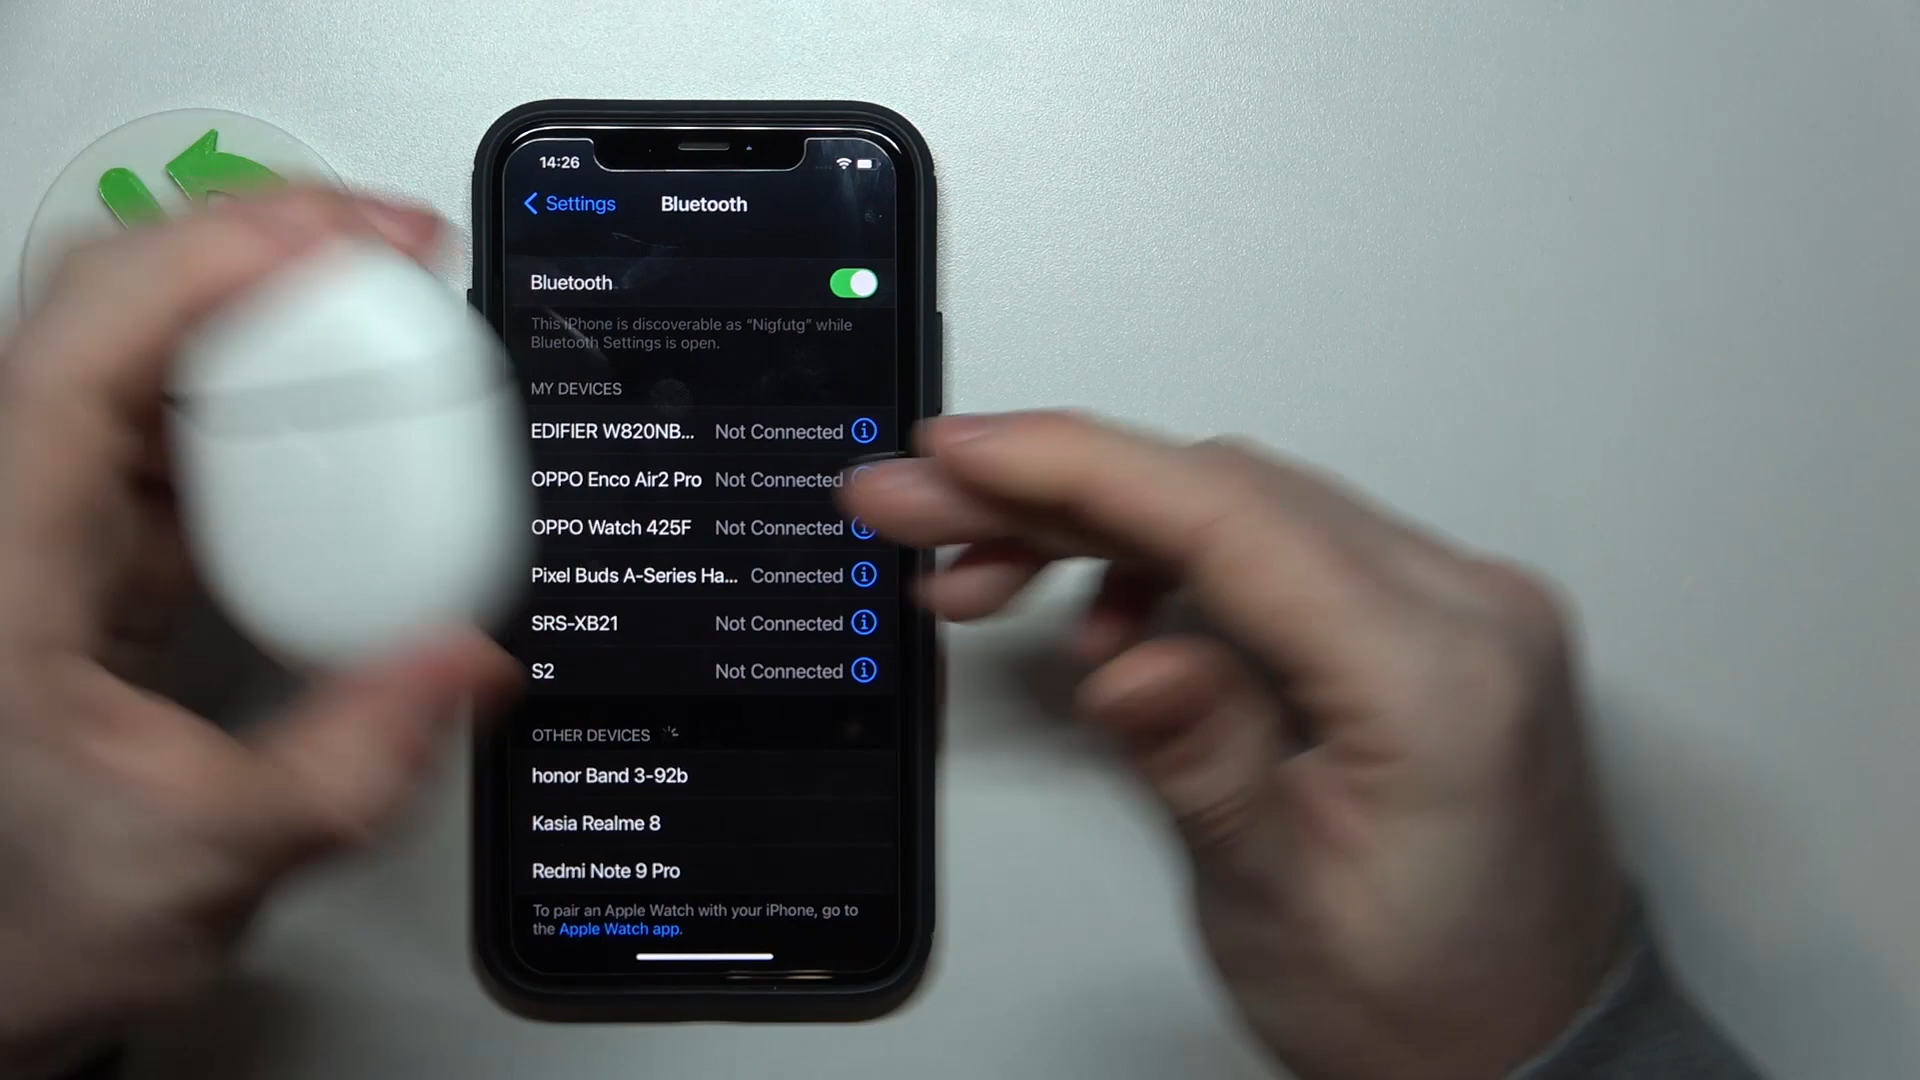 14:26
Settings
Bluetooth
Bluetooth
This iPhone is discoverable as “Nigfutg” while
Bluetooth Settings is open.
MY DEVICES
EDIFIER W820NB... Not Connected
OPPO Enco Air2 Pro Not Connected
OPPO Watch 425F Not Connected
Pixel Buds A-Series Ha... Connected
SRS-XB21 Not Connected
S2 Not Connected
OTHER DEVICES
honor Band 3-92b
Kasia Realme 8
Redmi Note 9 Pro
To pair an Apple Watch with your iPhone, go to
the Apple Watch app.